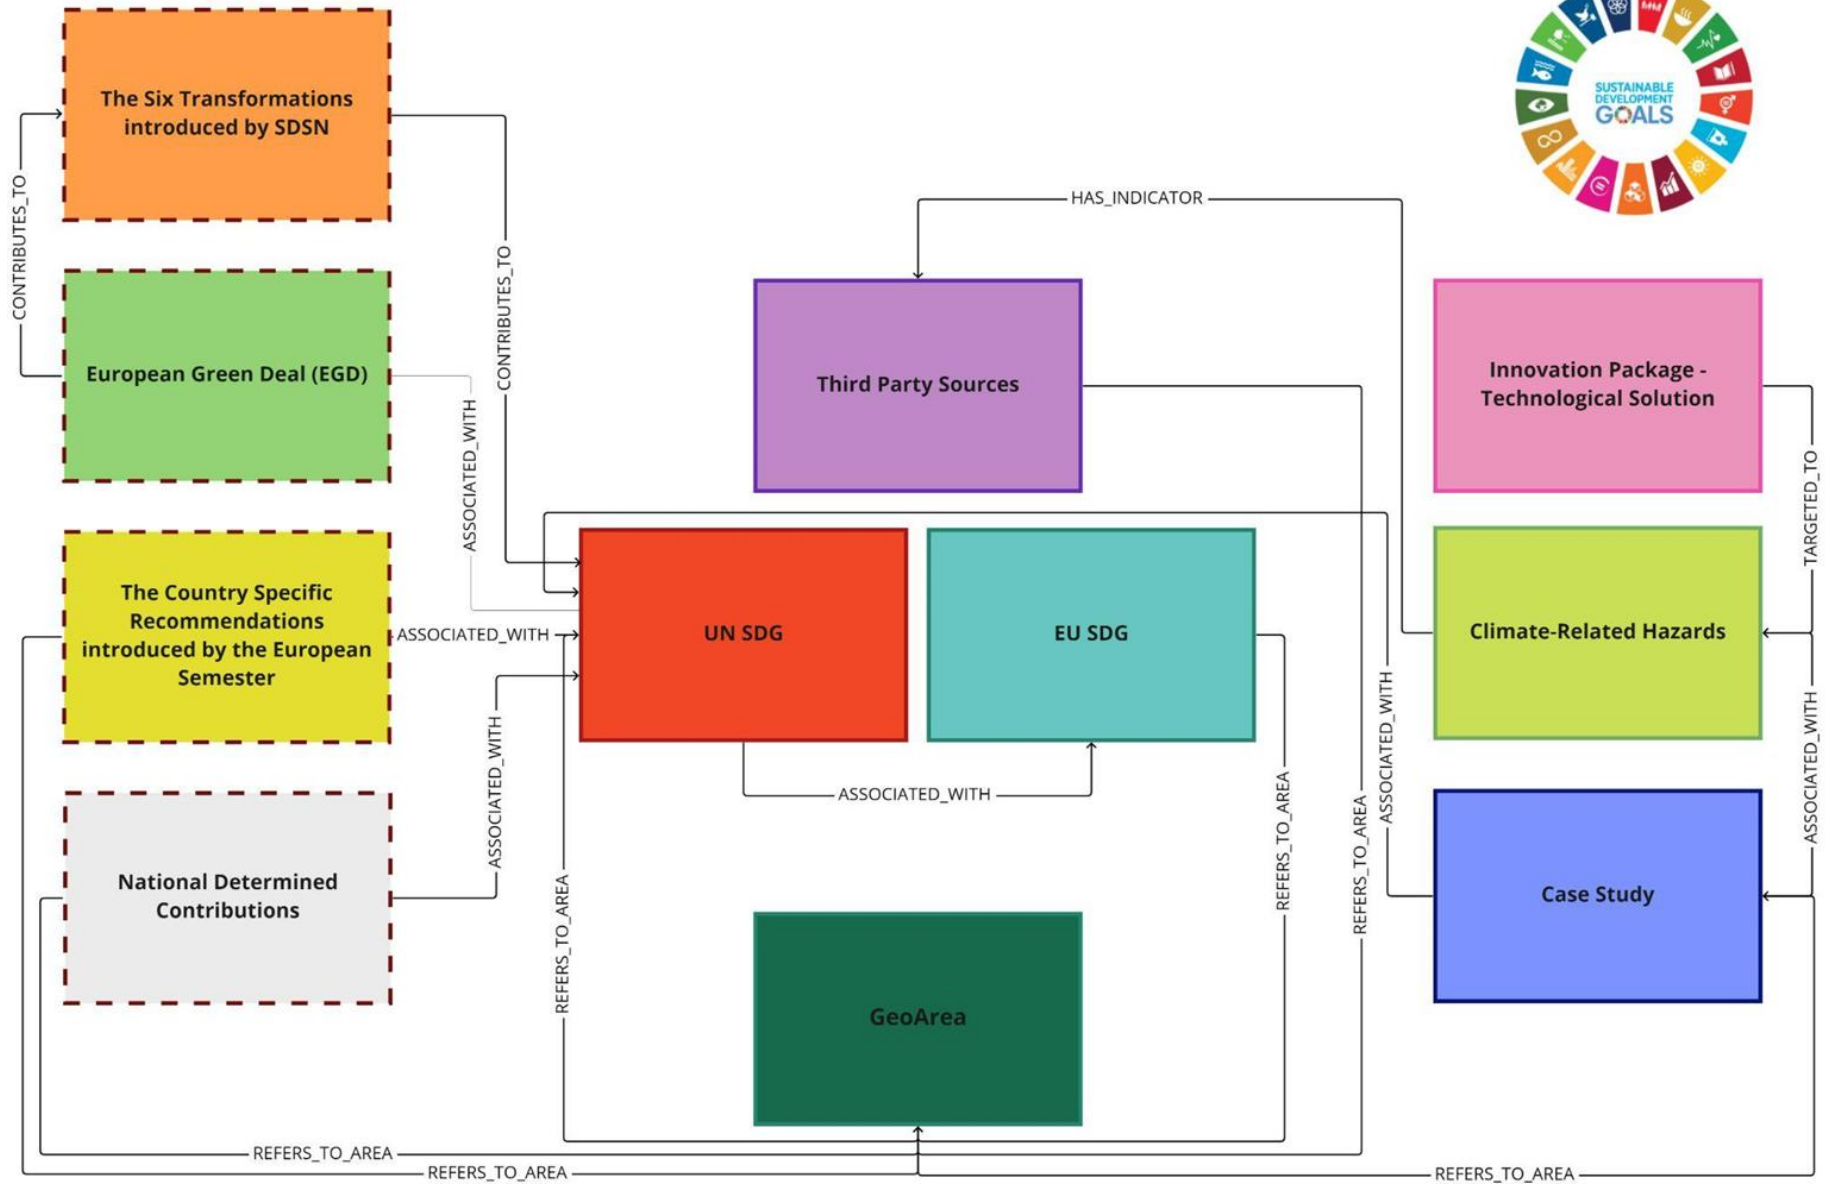 The Six Transformations
introduced by SDSN
SUSTAINABLE
DEVELOPMENT
GOALS
HAS_INDICATOR
CONTRIBUTES_TO
CONTRIBUTES_TO
European Green Deal (EGD)
Third Party Sources
Innovation Package -
Technological Solution
ASSOCIATED_WITH
TARGETED_TO
The Country Specific
Recommendations
introduced by the European
Semester
ASSOCIATED_WITH
UN SDG
EU SDG
Climate-Related Hazards
ASSOCIATED_WITH
ASSOCIATED_WITH
ASSOCIATED_WITH
ASSOCIATED_WITH
National Determined
Contributions
REFERS_TO_AREA
REFERS_TO_AREA
REFERS_TO_AREA
Case Study
GeoArea
REFERS_TO_AREA
REFERS_TO_AREA
REFERS_TO_AREA